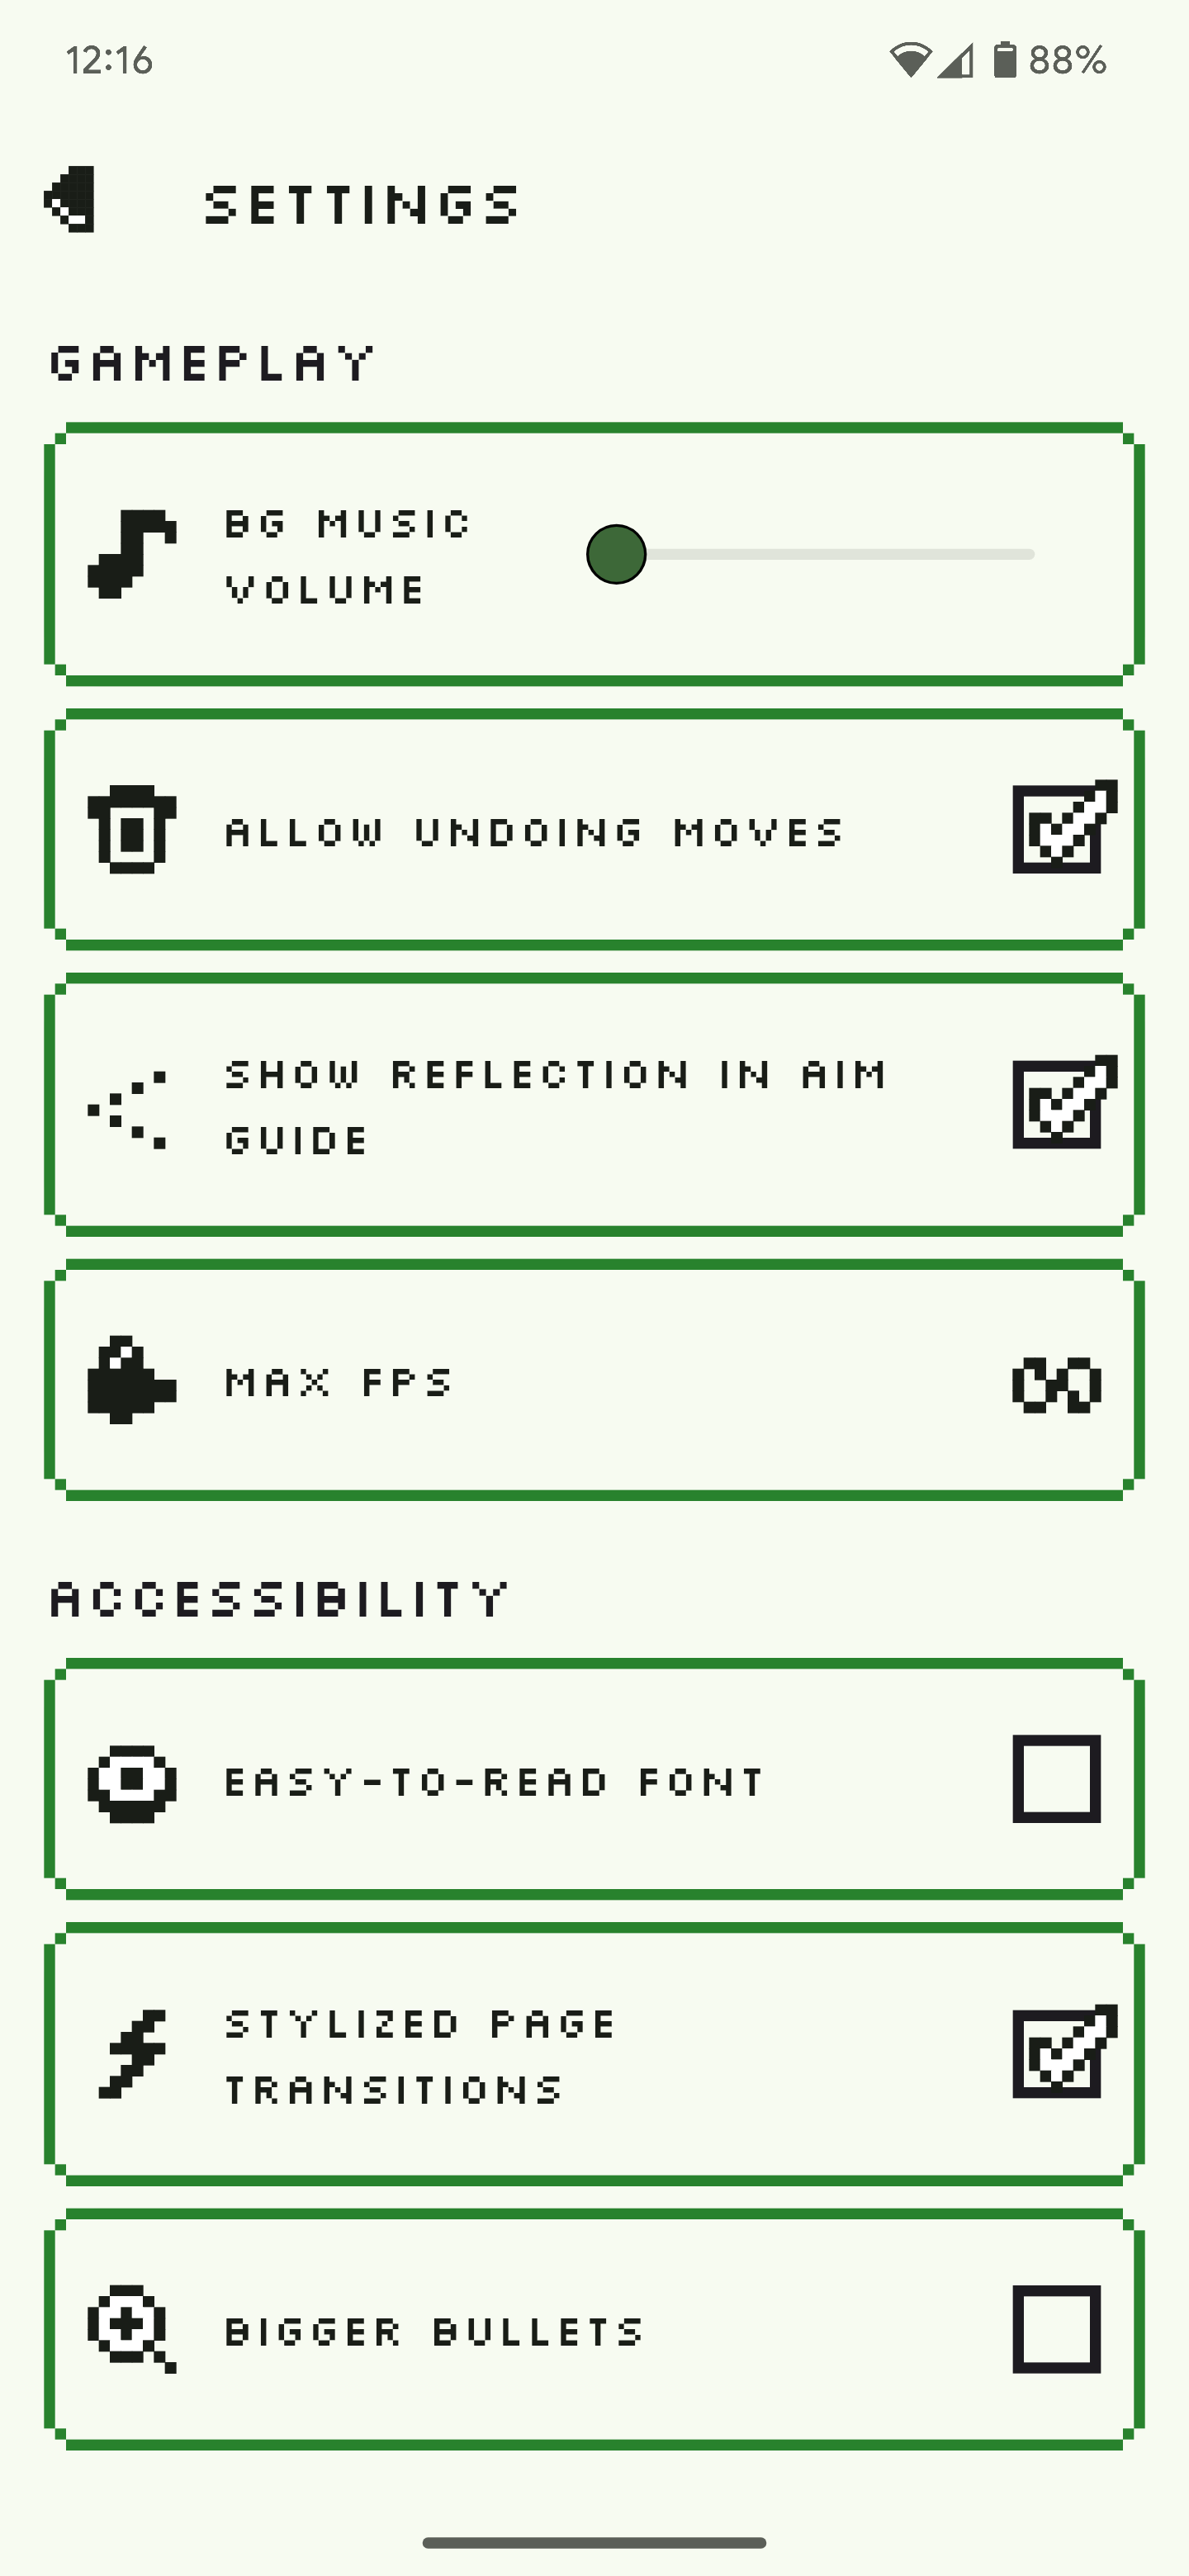 12:16
88%
SETTINGS
GAMEPLAY
BG MUSIC
VOLUME
ALLOW UNDOING MOVES
SHOW REFLECTION IN AIM
GUIDE
MAX FPS
∞
ACCESSIBILITY
EASY-TO-READ FONT
STYLIZED PAGE
TRANSITIONS
BIGGER BULLETS